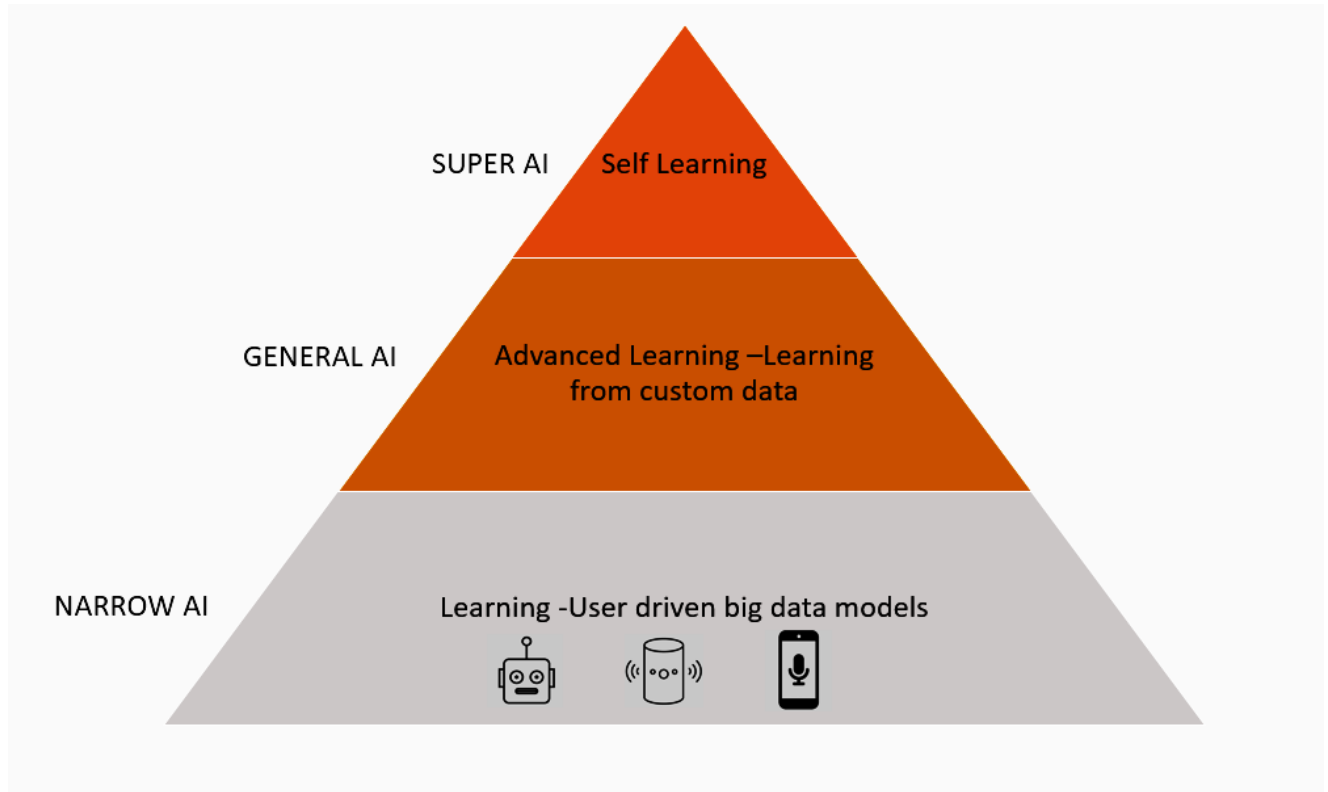 SUPER AI
Self Learning
GENERAL AI
Advanced Learning –Learning
from custom data
NARROW AI
Learning -User driven big data models